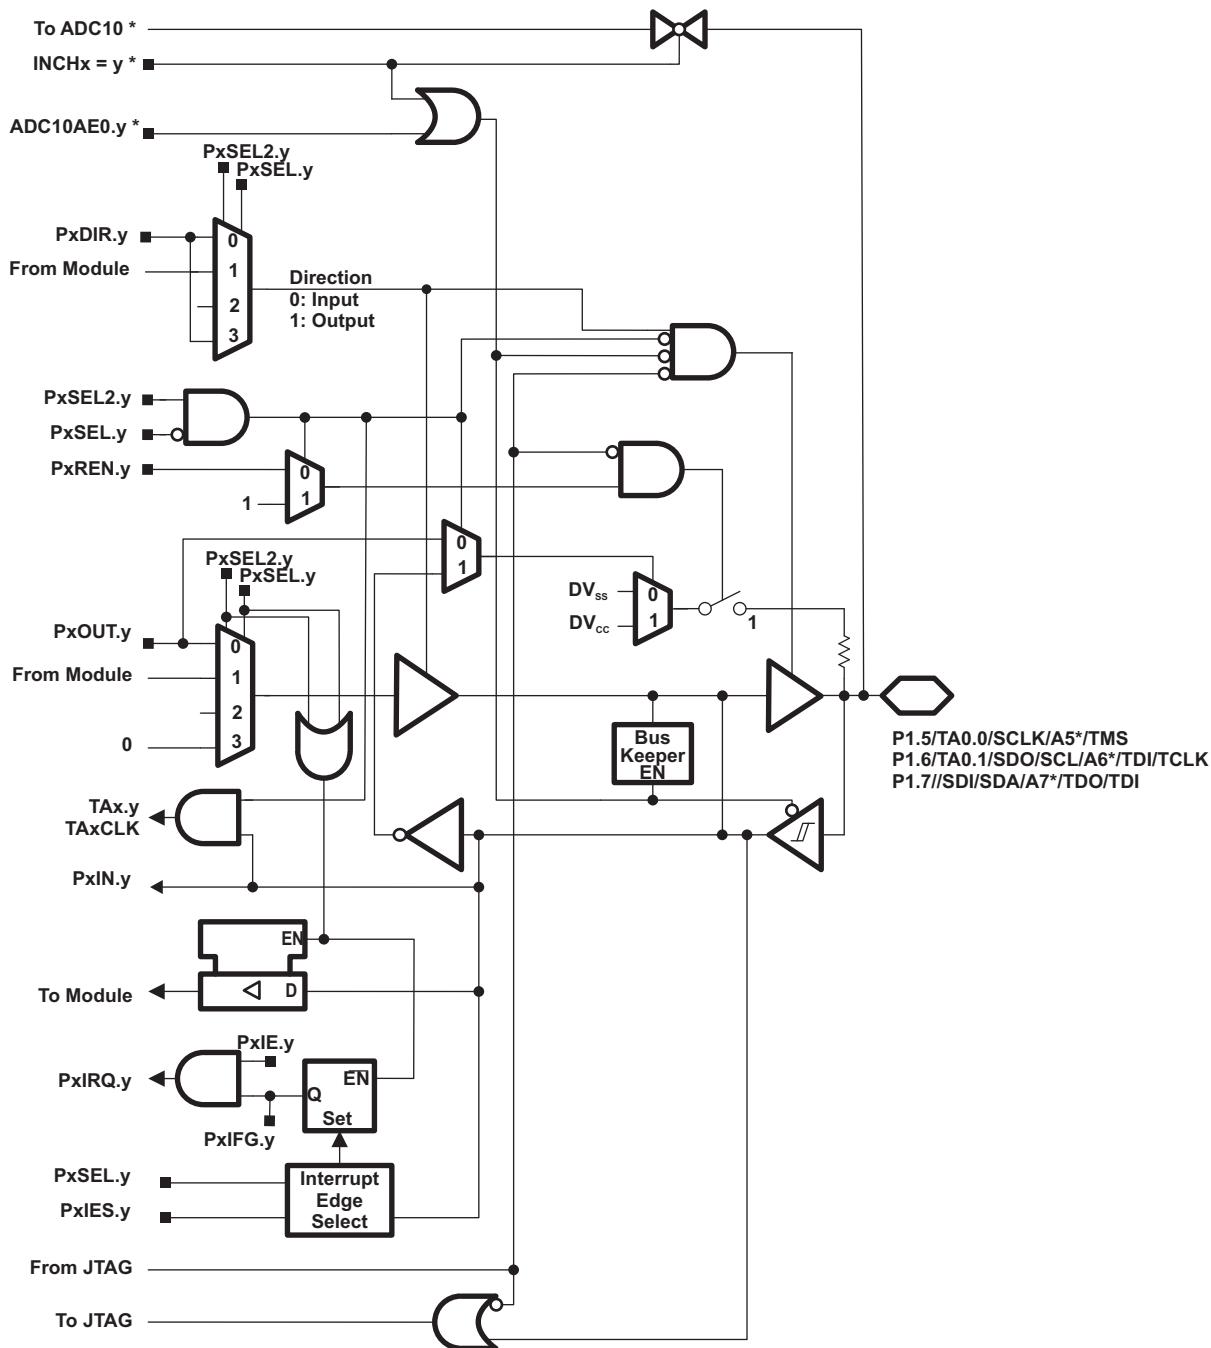 To ADC10 *
INCHx = y *
ADC10AE0.y *
PxSEL2.y
PxSEL.y
PxDIR.y
0
From Module
1
Direction
0: Input
2
1: Output
3
PxSEL2.y
PxSEL.y
PxREN.y
0
1
1
0
1
PxSEL2.y
PxSEL.y
DVss
0
DVcc
1
1
PxOUT.y
0
From Module
1
2
0
3
Bus
Keeper
EN
P1.5/TA0.0/SCLK/A5*/TMS
P1.6/TA0.1/SDO/SCL/A6*/TDI/TCLK
P1.7//SDI/SDA/A7*/TDO/TDI
TAx.y
TAxCLK
PxIN.y
EN
To Module
D
PxIE.y
PxIRQ.y
EN
Q
Set
PxIFG.y
PxSEL.y
PxIES.y
Interrupt
Edge
Select
From JTAG
To JTAG